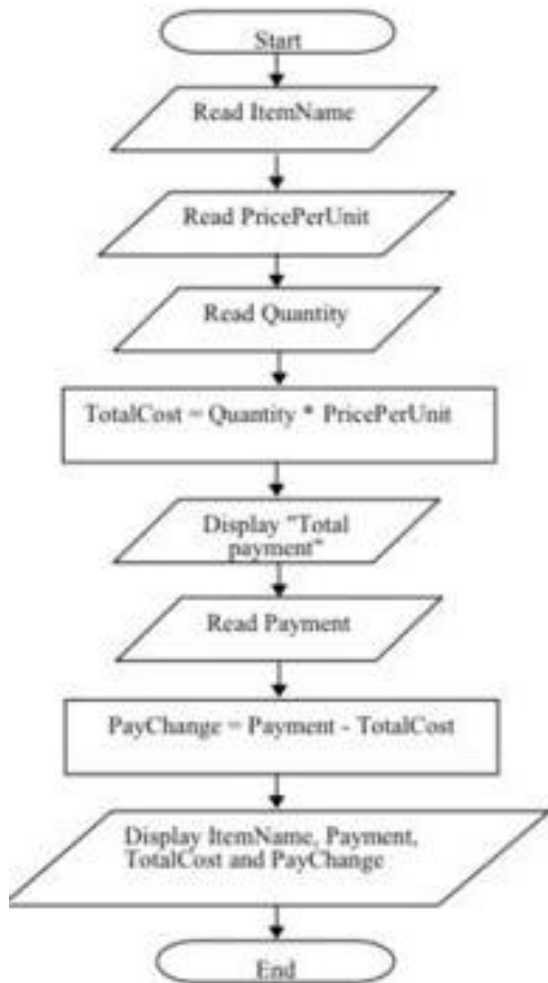 Start
Read ItemName
Read PricePerUnit
Read Quantity
TotalCost = Quantity * PricePerUnit
Display "Total
payment"
Read Payment
PayChange = Payment - TotalCost
Display ItemName, Payment,
TotalCost and PayChange
End